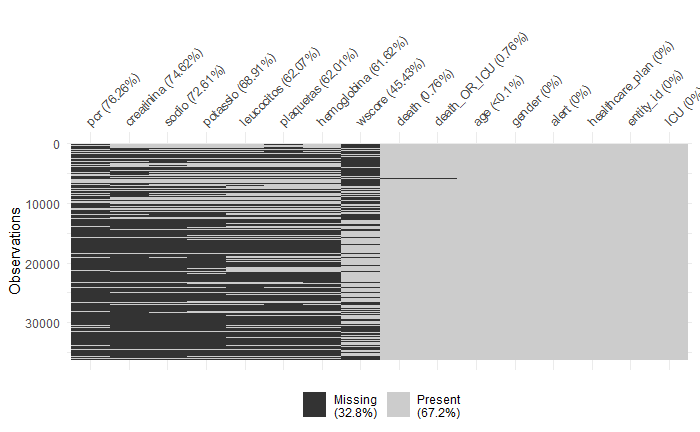 pcr (76.26%)
creatinina (74.62%)
sodio (72.61%)
potassio (68.91%)
leucocitos (62.07%)
plaquetas (62.01%)
hemoglobina (61.62%)
wscore (45.43%)
death (0.76%)
death_OR_ICU (0.76%)
age (<0.1%)
gender (0%)
alert (0%)
healthcare_plan (0%)
entity_id (0%)
ICU (0%)
0
10000
20000
30000
Observations
Missing
(32.8%)
Present
(67.2%)